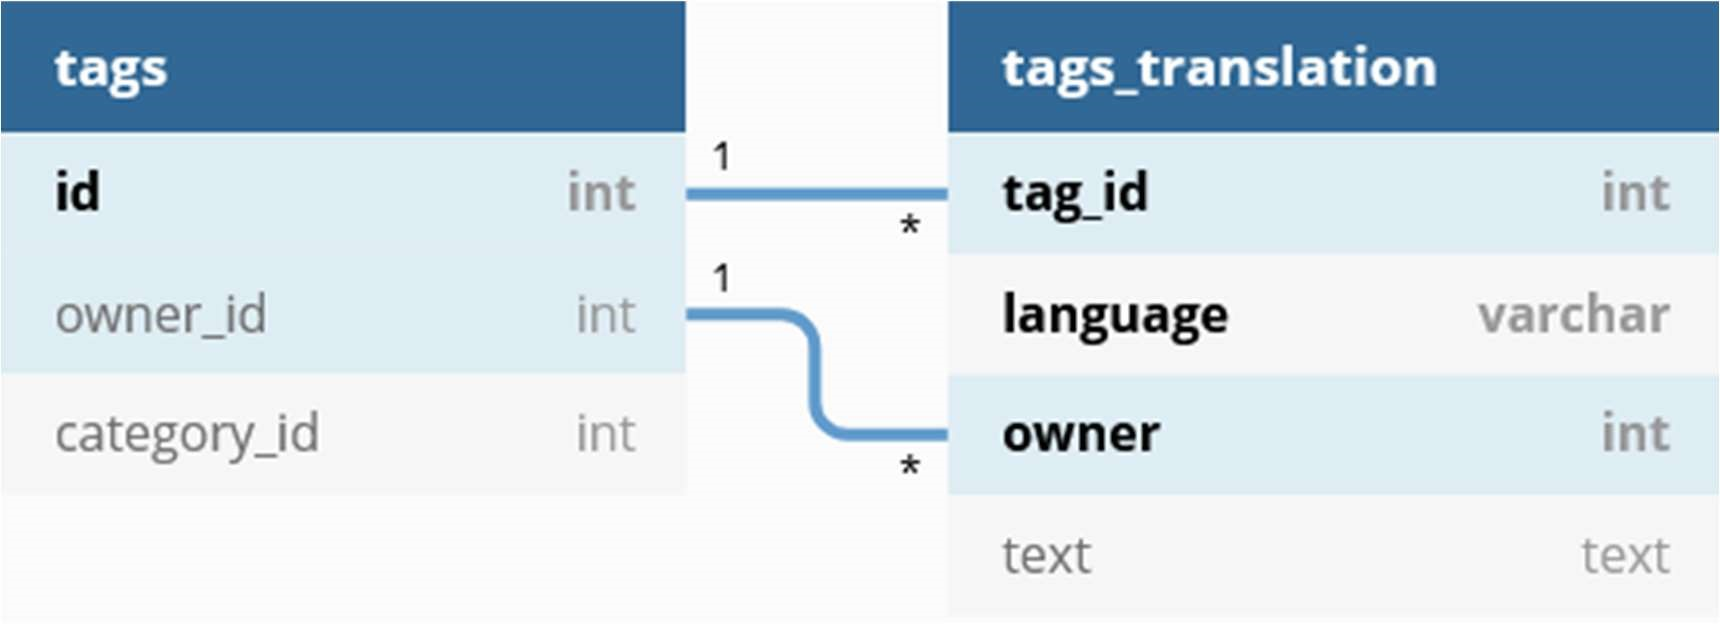 tags
id int
owner_id int
category_id int
1
*
1
*
tags_translation
tag_id int
language varchar
owner int
text text